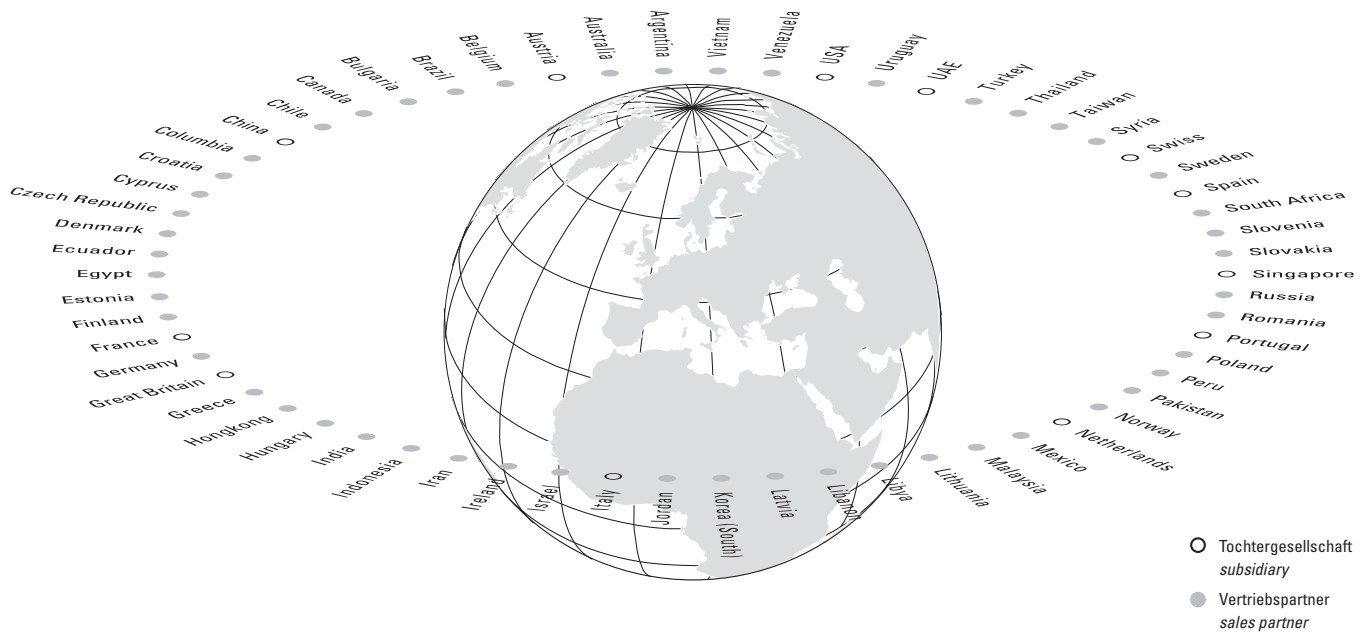 Argentina
Australia
Austria
Belgium
Brazil
Bulgaria
Canada
Chile
China
Columbia
Croatia
Cyprus
Czech Republic
Denmark
Ecuador
Egypt
Estonia
Finland
France
Germany
Great Britain
Greece
Hongkong
Hungary
India
Indonesia
Iran
Ireland
Israel
Italy
Jordan
Korea (South)
Latvia
Libanon
Libya
Lithuania
Malaysia
Mexico
Netherlands
Norway
Pakistan
Peru
Poland
Portugal
Romania
Russia
Singapore
Slovakia
Slovenia
South Africa
Spain
Sweden
Swiss
Syria
Taiwan
Thailand
Turkey
UAE
Uruguay
USA
Venezuela
Vietnam
Tochtergesellschaft
subsidiary
Vertriebspartner
sales partner